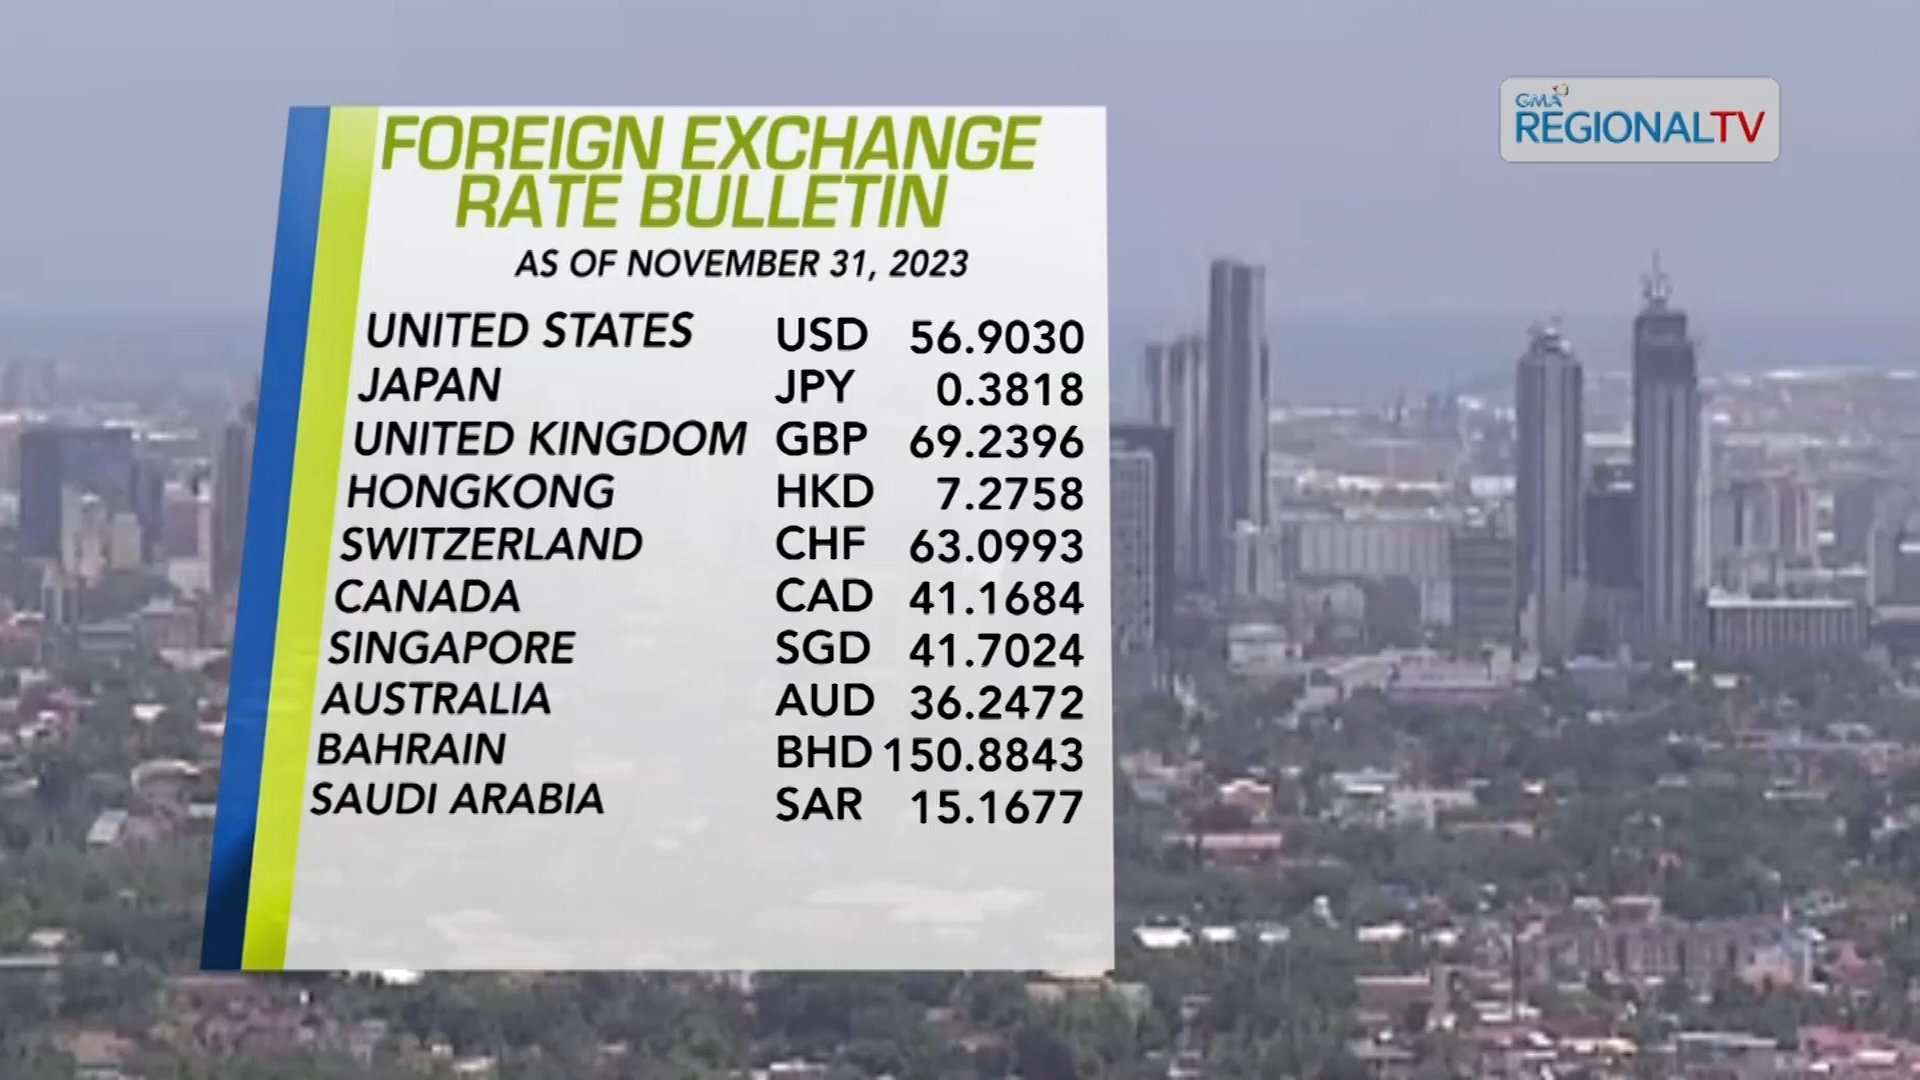 GMA
REGIONALTV
FOREIGN EXCHANGE
RATE BULLETIN
AS OF NOVEMBER 31, 2023
UNITED STATES USD 56.9030
JAPAN JPY 0.3818
UNITED KINGDOM GBP 69.2396
HONGKONG HKD 7.2758
SWITZERLAND CHF 63.0993
CANADA CAD 41.1684
SINGAPORE SGD 41.7024
AUSTRALIA AUD 36.2472
BAHRAIN BHD 150.8843
SAUDI ARABIA SAR 15.1677